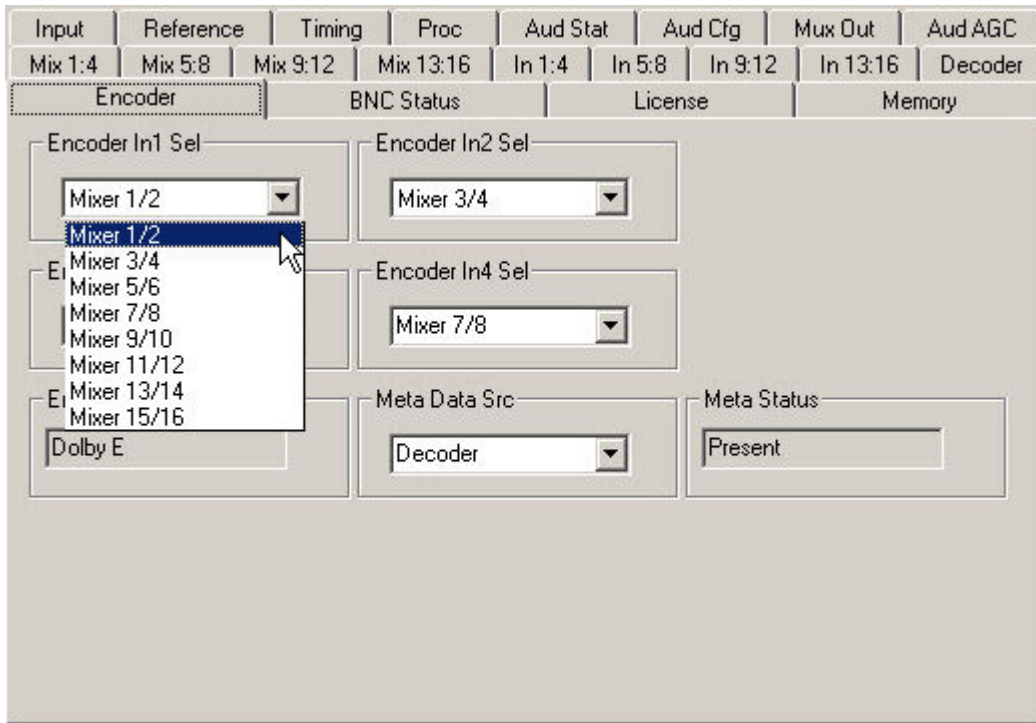 Input Reference Timing Proc Aud Stat Aud Cfg Mux Out Aud AGC
Mix 1:4 Mix 5:8 Mix 9:12 Mix 13:16 In 1:4 In 5:8 In 9:12 In 13:16 Decoder
Encoder BNC Status License Memory
Encoder In1 Sel Encoder In2 Sel
Mixer 1/2 Mixer 3/4
Mixer 1/2
Mixer 3/4
Mixer 5/6
Mixer 7/8
Mixer 9/10
Mixer 11/12
Mixer 13/14
Mixer 15/16
Encoder In4 Sel
Mixer 7/8
Meta Data Src Meta Status
Dolby E Decoder Present